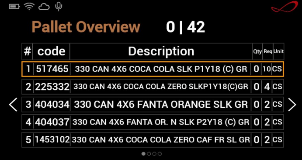 Pallet Overview 0 | 42
# code Description Qty Req Unit
1 517465 330 CAN 4X6 COCA COLA SLK P1Y18 (C) GR 0 10 CS
2 225332 330 CAN 4X6 COCA COLA ZERO SLKP1Y18(C)GR 0 4 CS
3 404034 330 CAN 4X6 FANTA ORANGE SLK GR 0 2 CS
4 404037 330 CAN 4X6 FANTA OR. N SLK P2Y18 (C) GR 0 2 CS
5 1453102 330 CAN 4X6 COCA COLA ZERO CAF FR SL GR 0 2 CS